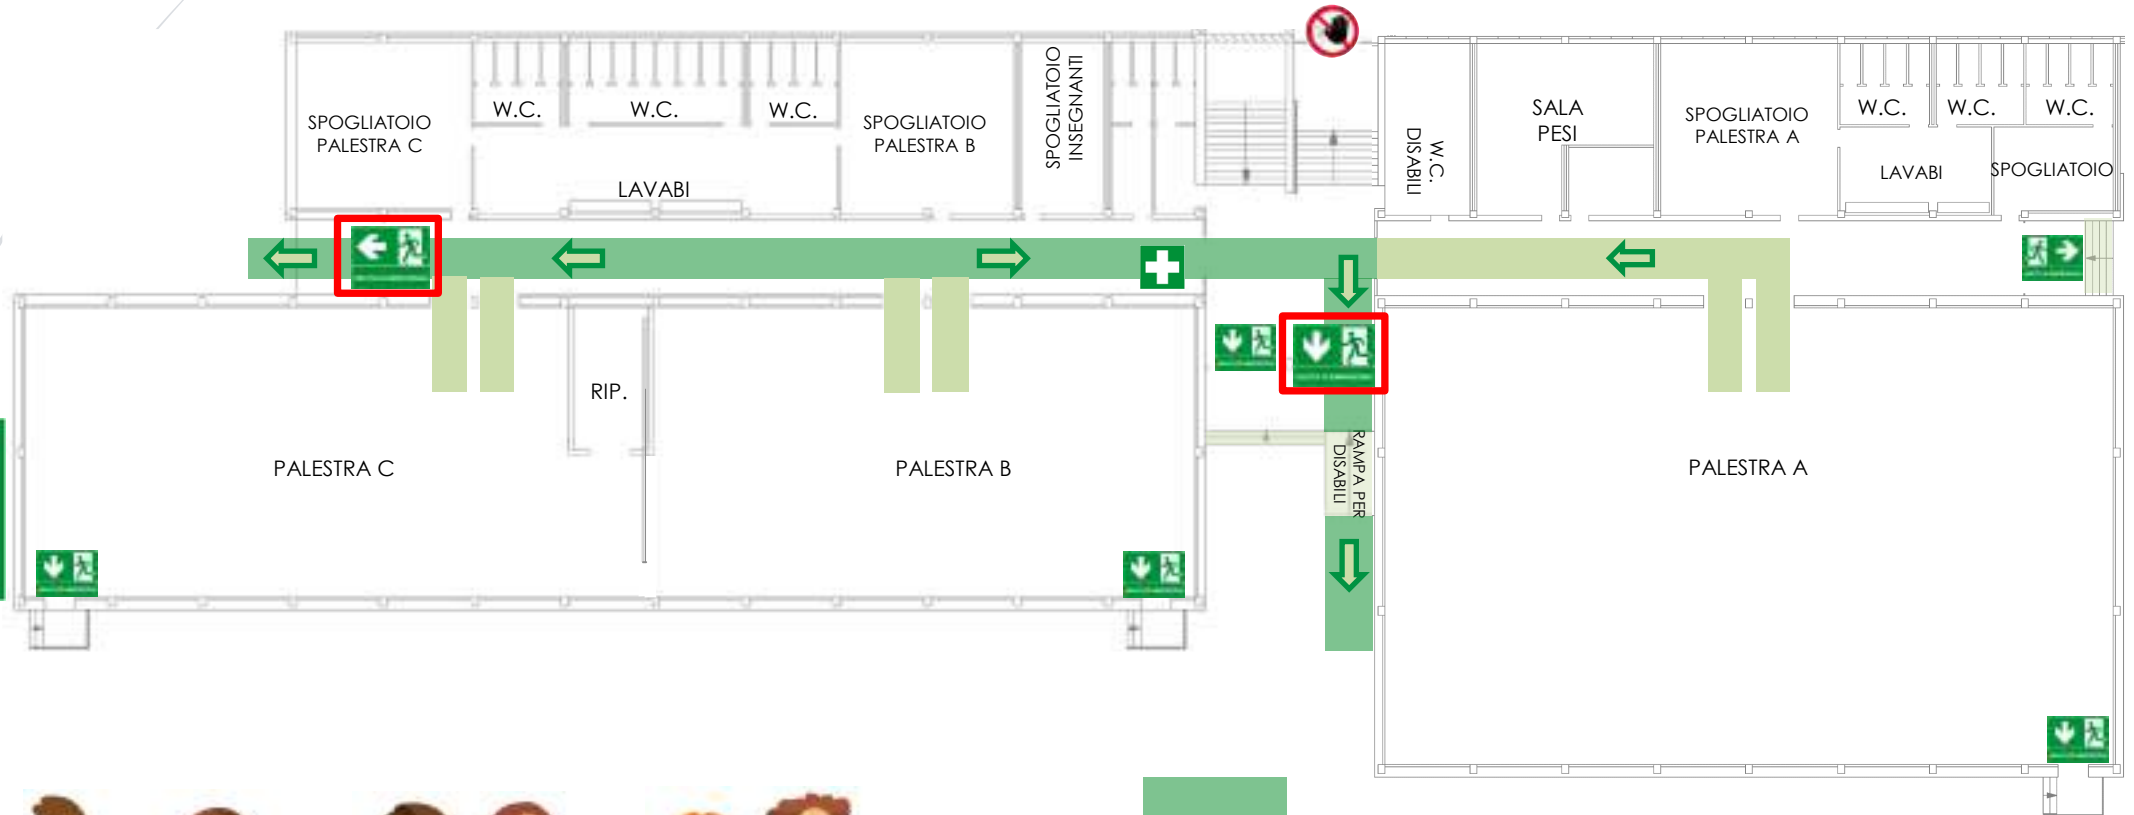 SPOGLIATOIO
PALESTRA C
W.C.
W.C.
W.C.
LAVABI
SPOGLIATOIO
PALESTRA B
SPOGLIATOIO
INSEGNANTI
W.C.
DISABILI
SALA
PESI
SPOGLIATOIO
PALESTRA A
W.C.
W.C.
W.C.
LAVABI
SPOGLIATOIO
RIP.
PALESTRA C
PALESTRA B
RAMPA PER
DISABILI
PALESTRA A